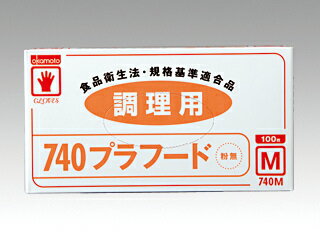 okamoto
GLOVES
食品衛生法・規格基準適合品
調理用
740プラフード
粉無
100枚
M
740M